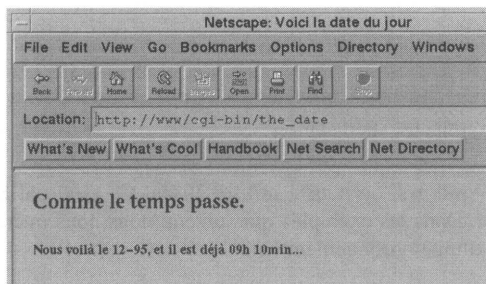 Netscape: Voici la date du jour
File Edit View Go Bookmarks Options Directory Windows
Back Forward Home Reload Images Open Print Find Stop
Location: http://www/cgi-bin/the_date
What's New What's Cool Handbook Net Search Net Directory
Comme le temps passe.
Nous voilà le 12-95, et il est déjà 09h 10min...